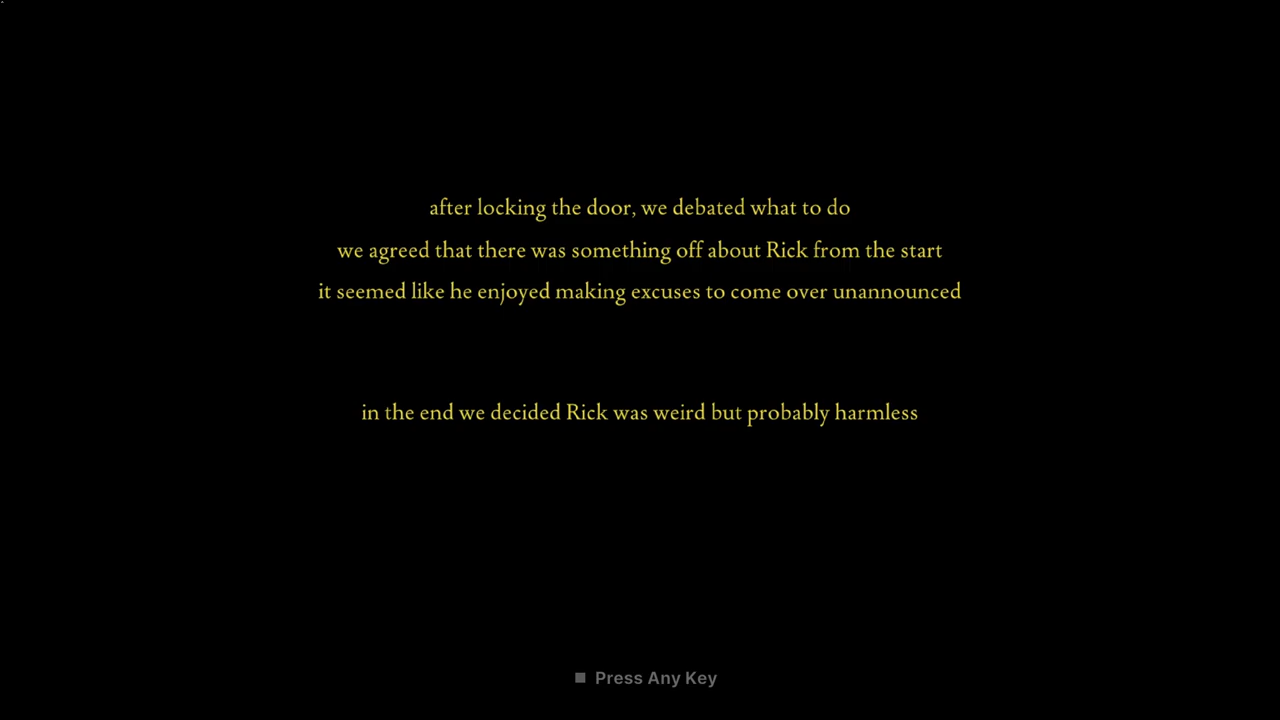 after locking the door, we debated what to do
we agreed that there was something off about Rick from the start
it seemed like he enjoyed making excuses to come over unannounced
in the end we decided Rick was weird but probably harmless
Press Any Key